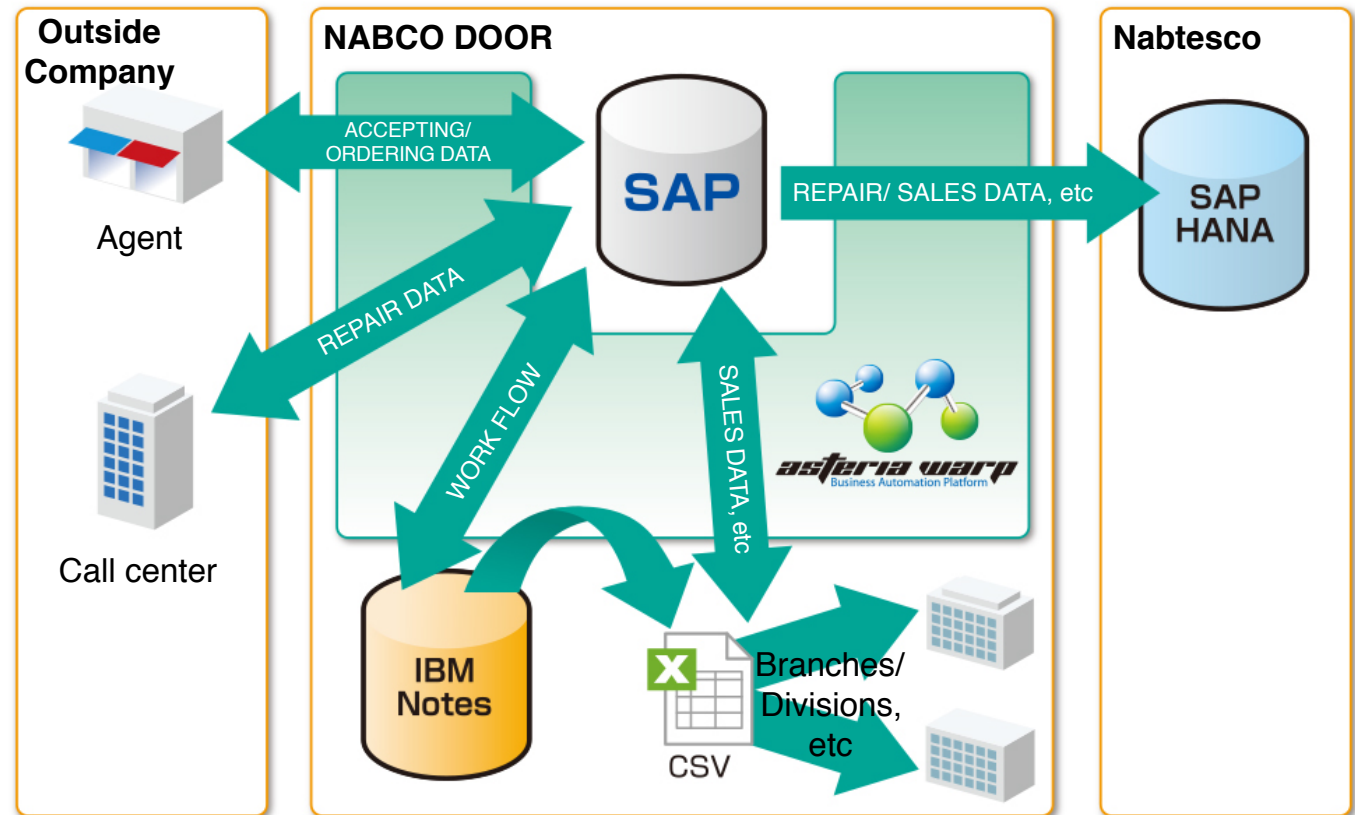 Outside
Company
NABCO DOOR
Nabtesco
ACCEPTING/
ORDERING DATA
SAP
REPAIR/ SALES DATA, etc
SAP
HANA
Agent
REPAIR DATA
WORK FLOW
SALES DATA, etc
asteria warp
Business Automation Platform
Call center
IBM
Notes
X
CSV
Branches/
Divisions,
etc